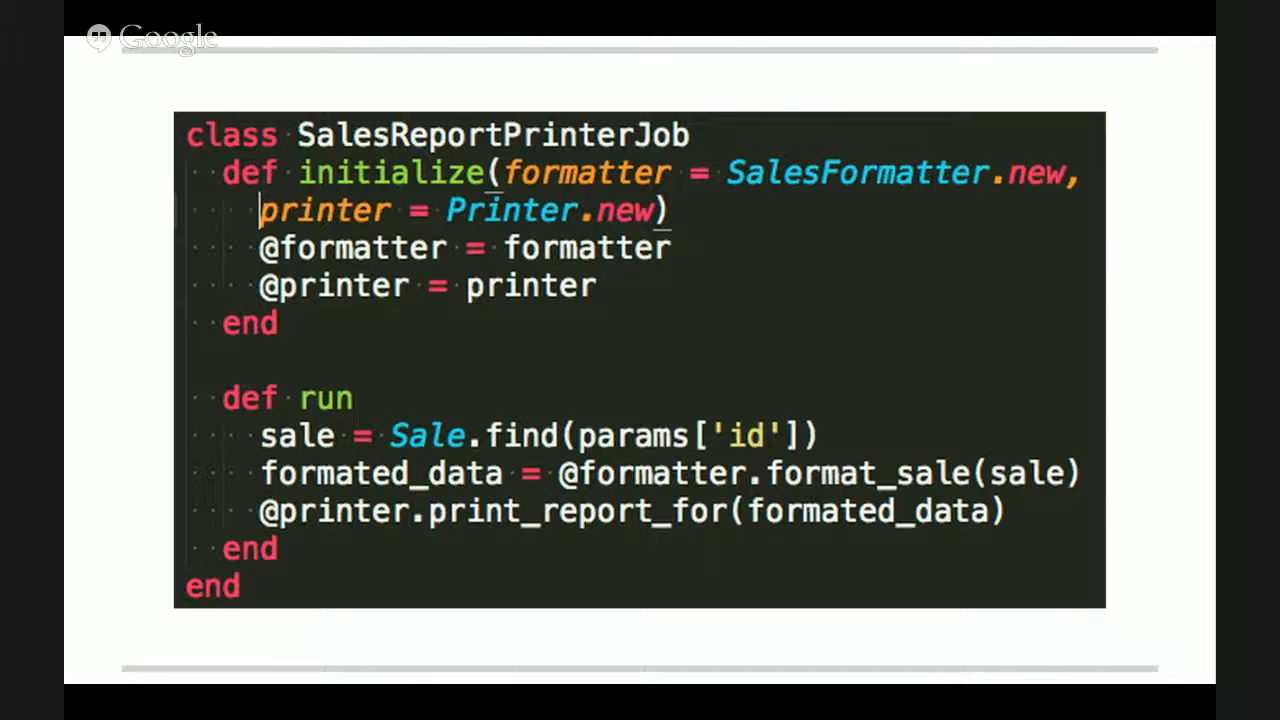 Google
class SalesReportPrinterJob
def initialize(formatter = SalesFormatter.new,
printer = Printer.new)
@formatter = formatter
@printer = printer
end
def run
sale = Sale.find(params['id'])
formated_data = @formatter.format_sale(sale)
@printer.print_report_for(formated_data)
end
end